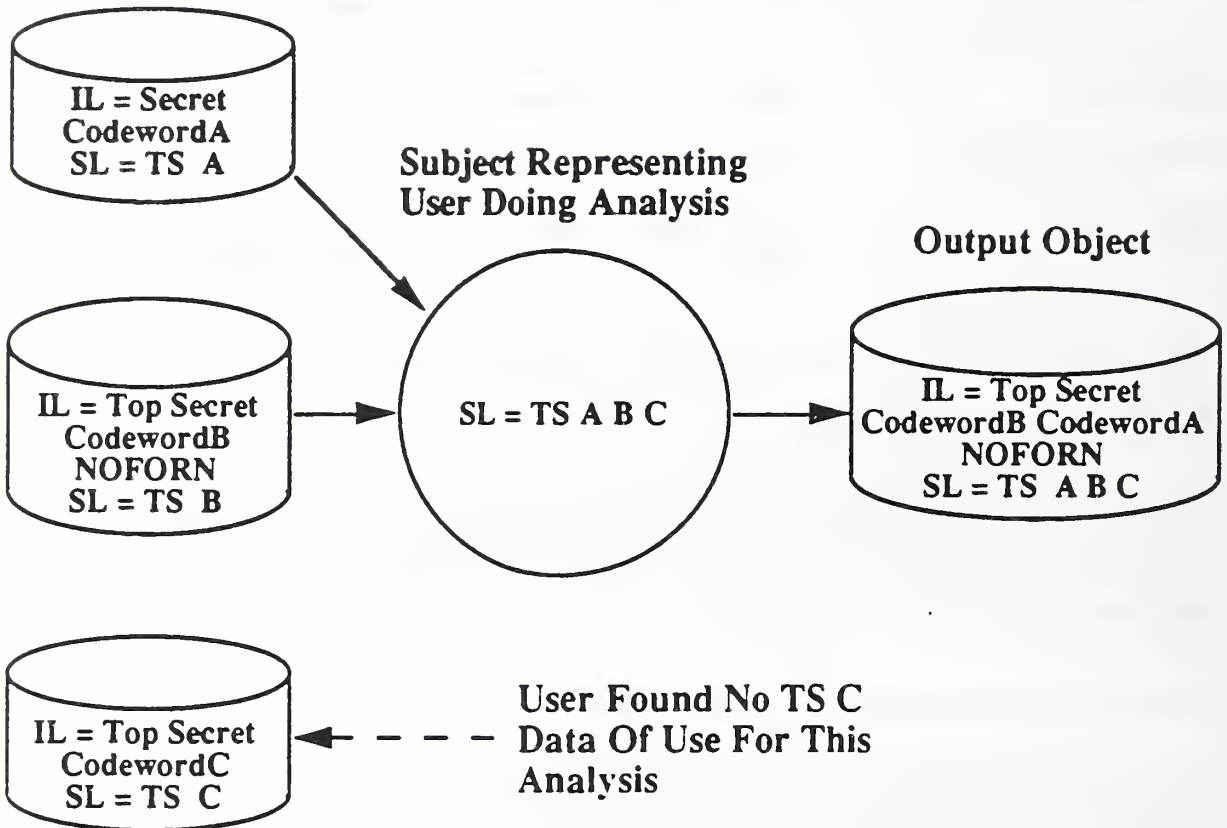 IL = Secret
CodewordA
SL = TS A
Subject Representing
User Doing Analysis
Output Object
IL = Top Secret
CodewordB
NOFORN
SL = TS B
SL = TS A B C
IL = Top Secret
CodewordB CodewordA
NOFORN
SL = TS A B C
IL = Top Secret
CodewordC
SL = TS C
User Found No TS C
Data Of Use For This
Analysis